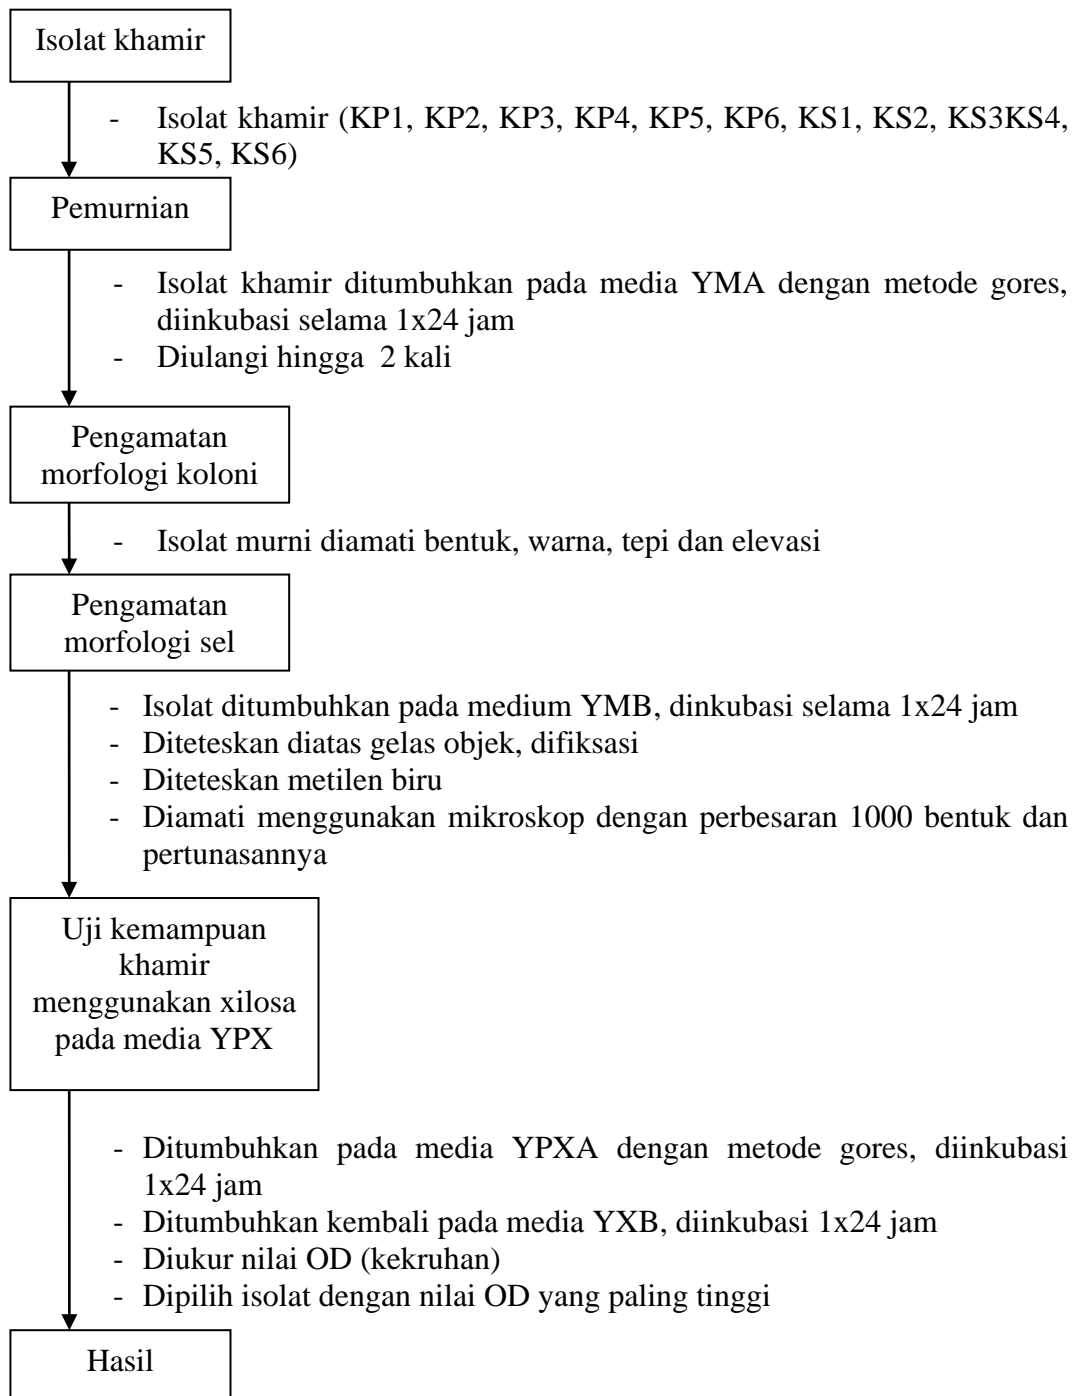 Isolat khamir
- Isolat khamir (KP1, KP2, KP3, KP4, KP5, KP6, KS1, KS2, KS3KS4,
KS5, KS6)
Pemurnian
- Isolat khamir ditumbuhkan pada media YMA dengan metode gores,
diinkubasi selama 1x24 jam
- Diulangi hingga 2 kali
Pengamatan
morfologi koloni
- Isolat murni diamati bentuk, warna, tepi dan elevasi
Pengamatan
morfologi sel
- Isolat ditumbuhkan pada medium YMB, dinkubasi selama 1x24 jam
- Diteteskan diatas gelas objek, difiksasi
- Diteteskan metilen biru
- Diamati menggunakan mikroskop dengan perbesaran 1000 bentuk dan
pertunasannya
Uji kemampuan
khamir
menggunakan xilosa
pada media YPX
- Ditumbuhkan pada media YPXA dengan metode gores, diinkubasi
1x24 jam
- Ditumbuhkan kembali pada media YXB, diinkubasi 1x24 jam
- Diukur nilai OD (kekruhan)
- Dipilih isolat dengan nilai OD yang paling tinggi
Hasil